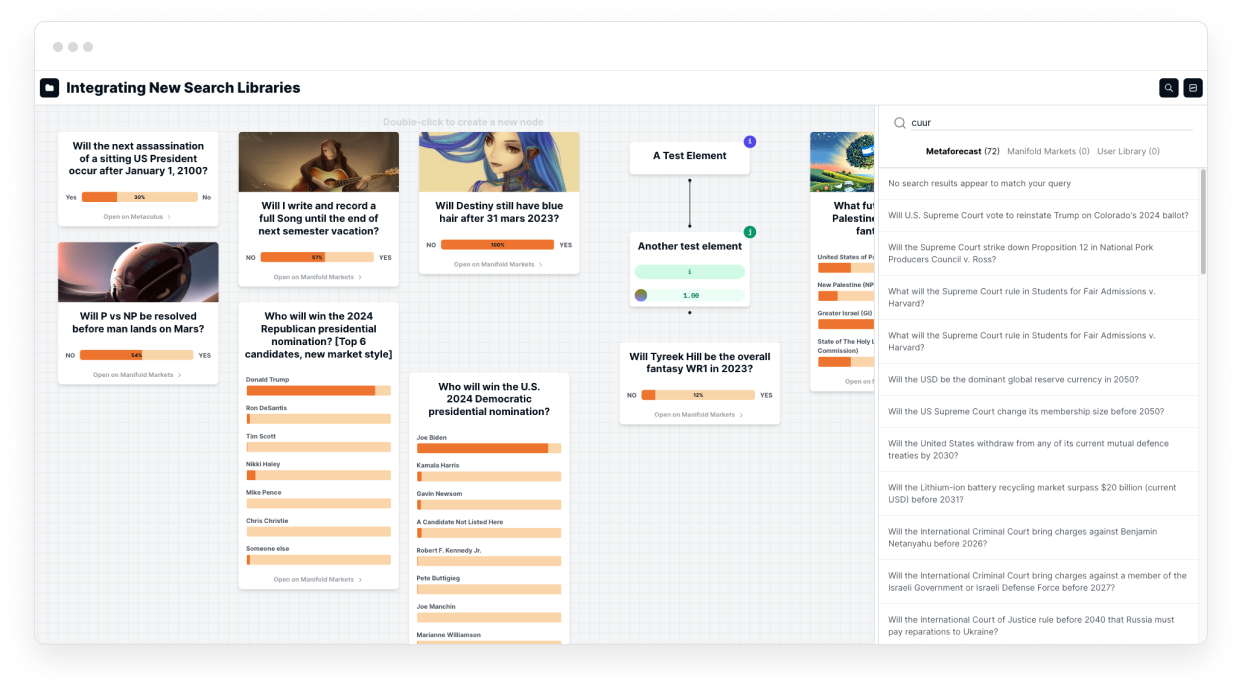 Integrating New Search Libraries
Double-click to create a new node
Will the next assassination
of a sitting US President
occur after January 1, 2100?
Yes
30%
No
Open on Metaculus
Will P vs NP be resolved
before man lands on Mars?
NO
54%
YES
Open on Manifold Markets
Will I write and record a
full Song until the end of
next semester vacation?
NO
57%
YES
Open on Manifold Markets
Who will win the 2024
Republican presidential
nomination? [Top 6
candidates, new market style]
Donald Trump
Ron DeSantis
Tim Scott
Nikki Haley
Mike Pence
Chris Christie
Someone else
Open on Manifold Markets
Will Destiny still have blue
hair after 31 mars 2023?
NO
100%
YES
Open on Manifold Markets
Who will win the U.S.
2024 Democratic
presidential nomination?
Joe Biden
Kamala Harris
Gavin Newsom
A Candidate Not Listed Here
Robert F. Kennedy Jr.
Pete Buttigieg
Joe Manchin
Marianne Williamson
A Test Element
i
Another test element
i
i
1.00
Will Tyreek Hill be the overall
fantasy WR1 in 2023?
NO
12%
YES
Open on Manifold Markets
What fut
Palestine
fant
United States of Pa
New Palestine (NP
Greater Israel (GI)
State of The Holy L
Commission)
Open on M
cuur
Metaforecast (72) Manifold Markets (0) User Library (0)
No search results appear to match your query
Will U.S. Supreme Court vote to reinstate Trump on Colorado's 2024 ballot?
Will the Supreme Court strike down Proposition 12 in National Pork
Producers Council v. Ross?
What will the Supreme Court rule in Students for Fair Admissions v.
Harvard?
What will the Supreme Court rule in Students for Fair Admissions v.
Harvard?
Will the USD be the dominant global reserve currency in 2050?
Will the US Supreme Court change its membership size before 2050?
Will the United States withdraw from any of its current mutual defence
treaties by 2030?
Will the Lithium-ion battery recycling market surpass $20 billion (current
USD) before 2031?
Will the International Criminal Court bring charges against Benjamin
Netanyahu before 2026?
Will the International Criminal Court bring charges against a member of the
Israeli Government or Israeli Defense Force before 2027?
Will the International Court of Justice rule before 2040 that Russia must
pay reparations to Ukraine?